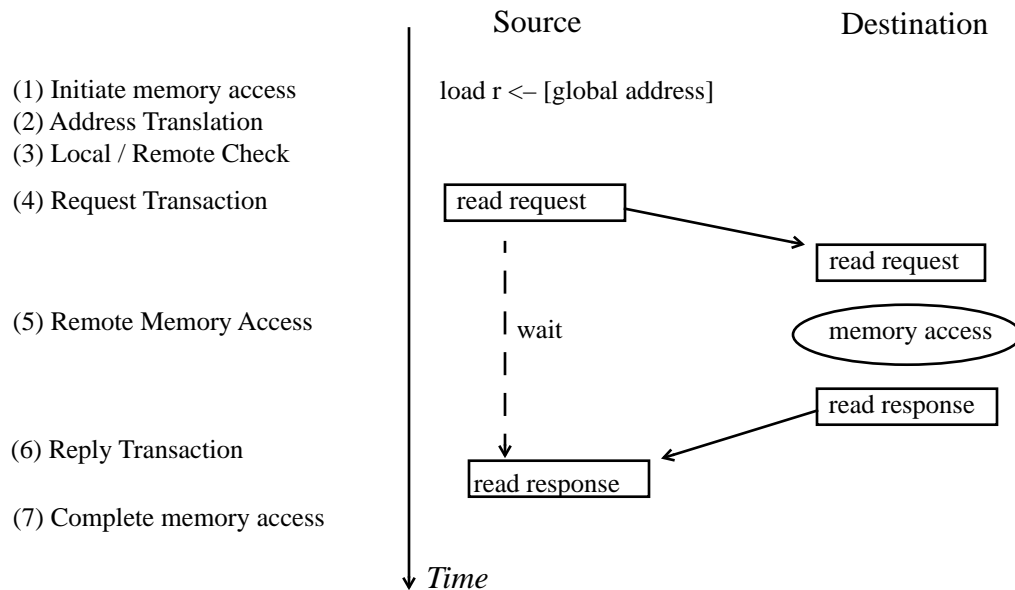 Source
Destination
(1) Initiate memory access
load r <– [global address]
(2) Address Translation
(3) Local / Remote Check
(4) Request Transaction
read request
read request
(5) Remote Memory Access
wait
memory access
read response
(6) Reply Transaction
read response
(7) Complete memory access
Time